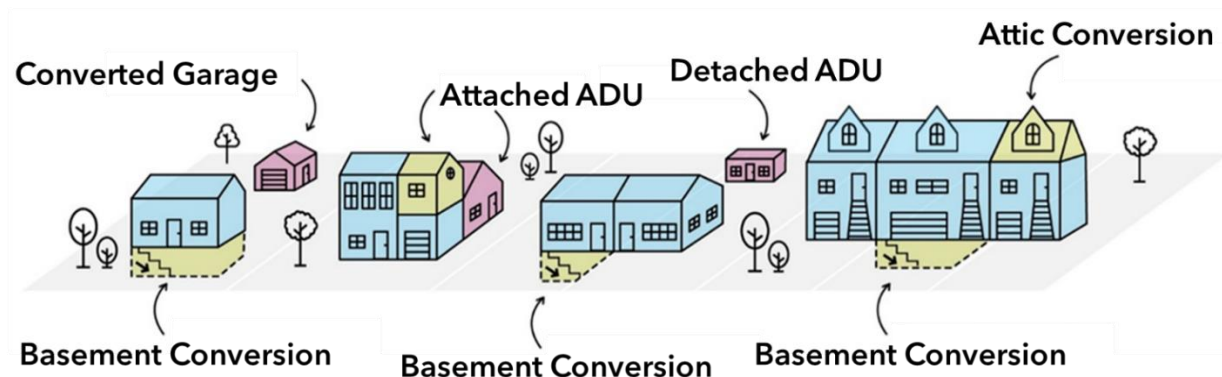 Attic Conversion
Converted Garage
Detached ADU
Attached ADU
Basement Conversion
Basement Conversion
Basement Conversion